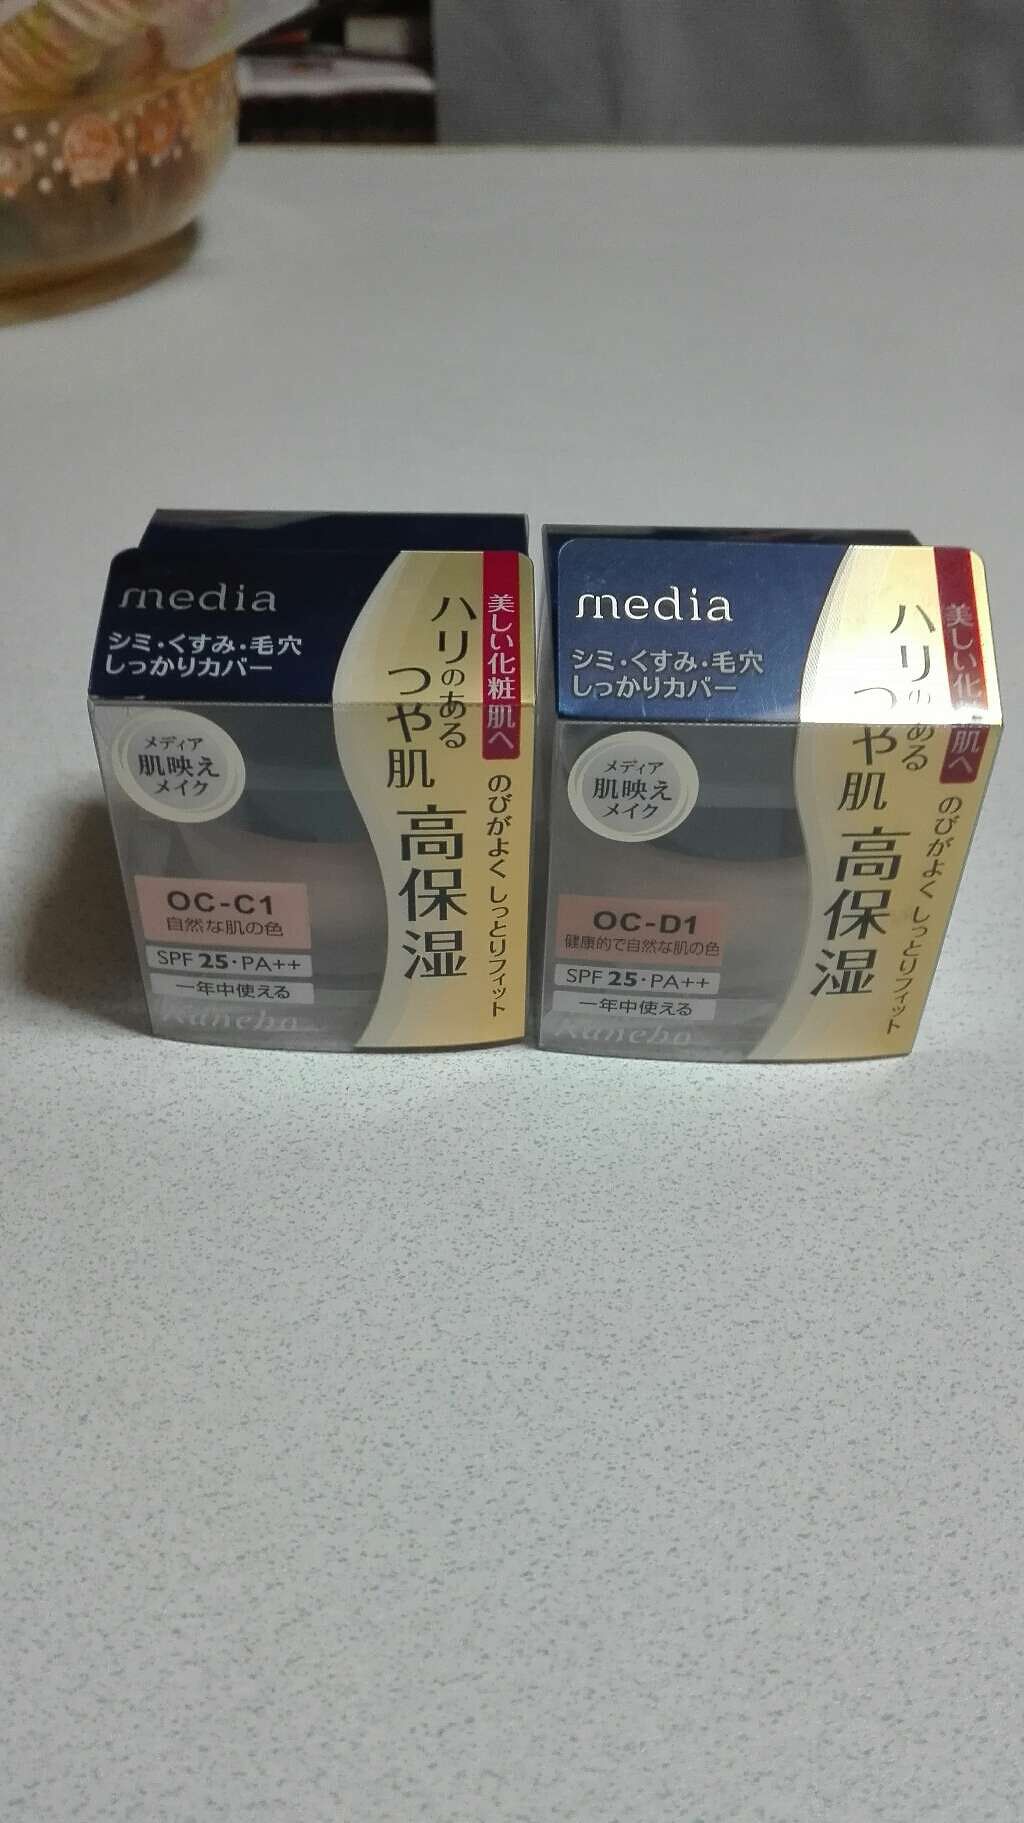 media
シミ・くすみ・毛穴
しっかりカバー
美しい化粧肌へ
ハリのある
つや肌
高保湿
のびがよく しっとりフィット
メディア
肌映え
メイク
OC-C1
自然な肌の色
SPF 25・PA++
一年中使える
Kanebo
media
シミ・くすみ・毛穴
しっかりカバー
美しい化粧肌へ
ハリのある
つや肌
高保湿
のびがよく しっとりフィット
メディア
肌映え
メイク
OC-D1
健康的で自然な肌の色
SPF 25・PA++
一年中使える
Kanebo